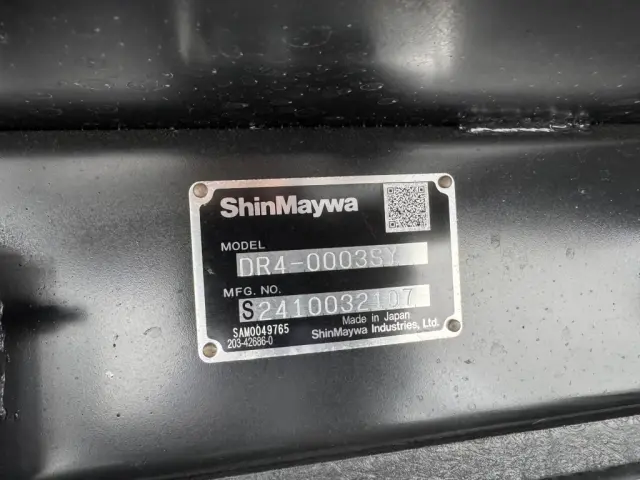 ShinMaywa
MODEL
DR4-0003SY
MFG. NO.
S2410032107
SAM0049765
Made in Japan
203-42686-0
ShinMaywa Industries, Ltd.